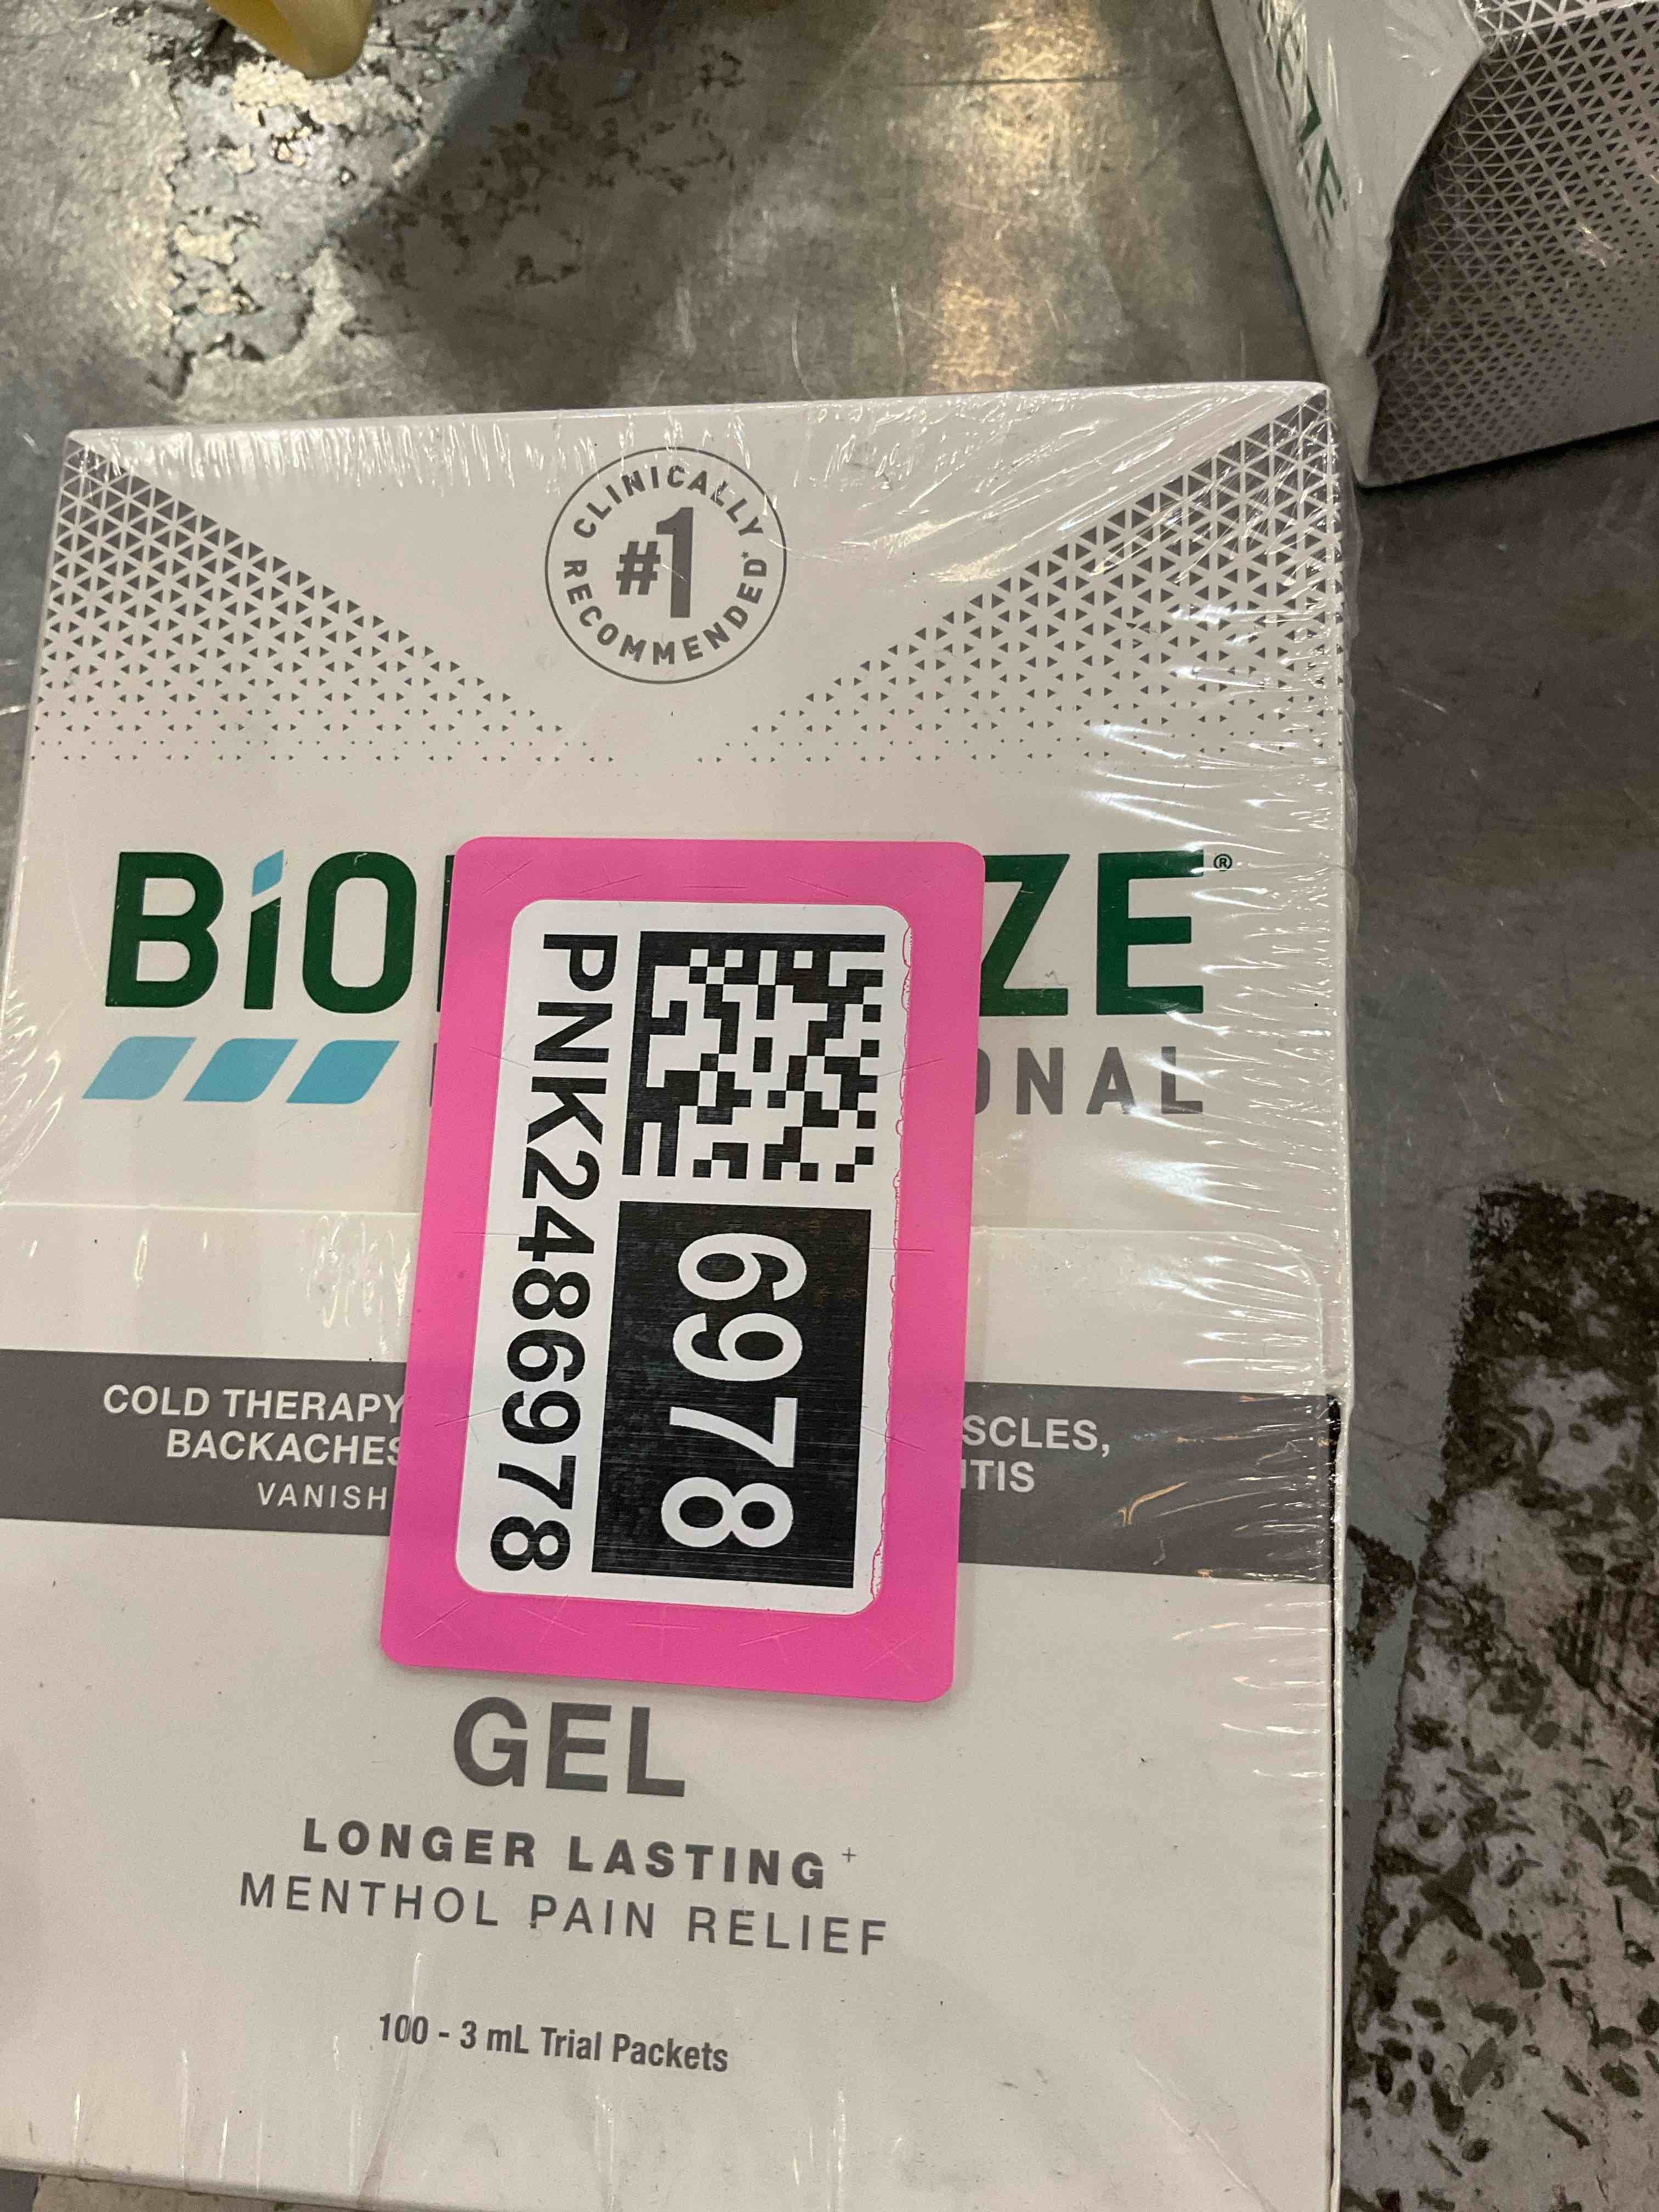 CLINICALLY
#1
RECOMMENDED*
BiO ZE®
ONAL
PNK2486978
6978
COLD THERAPY SCLES,
BACKACHES ITIS
VANISH
GEL
LONGER LASTING+
MENTHOL PAIN RELIEF
100 - 3 mL Trial Packets